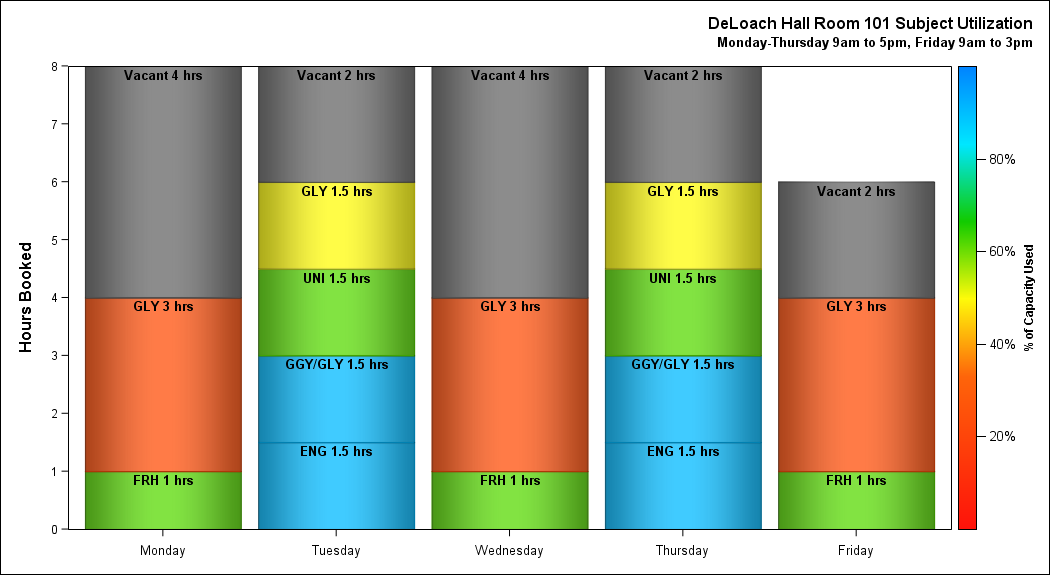 DeLoach Hall Room 101 Subject Utilization
Monday-Thursday 9am to 5pm, Friday 9am to 3pm
Hours Booked
8
7
6
5
4
3
2
1
0
Vacant 4 hrs
GLY 3 hrs
FRH 1 hrs
Monday
Vacant 2 hrs
GLY 1.5 hrs
UNI 1.5 hrs
GGY/GLY 1.5 hrs
ENG 1.5 hrs
Tuesday
Vacant 4 hrs
GLY 3 hrs
FRH 1 hrs
Wednesday
Vacant 2 hrs
GLY 1.5 hrs
UNI 1.5 hrs
GGY/GLY 1.5 hrs
ENG 1.5 hrs
Thursday
Vacant 2 hrs
GLY 3 hrs
FRH 1 hrs
Friday
80%
60%
40%
20%
% of Capacity Used